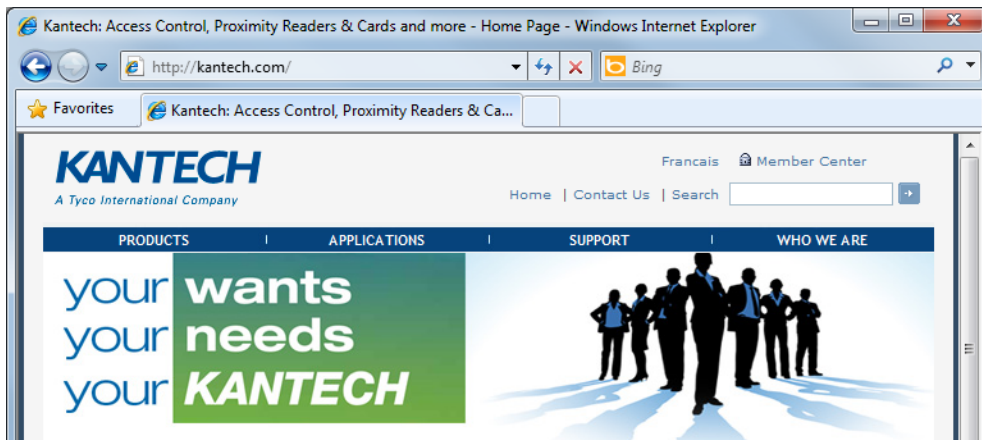 Kantech: Access Control, Proximity Readers & Cards and more - Home Page - Windows Internet Explorer
http://kantech.com/
Bing
Favorites
Kantech: Access Control, Proximity Readers & Ca...
KANTECH
A Tyco International Company
Francais Member Center
Home | Contact Us | Search
PRODUCTS | APPLICATIONS | SUPPORT | WHO WE ARE
your wants
your needs
your KANTECH